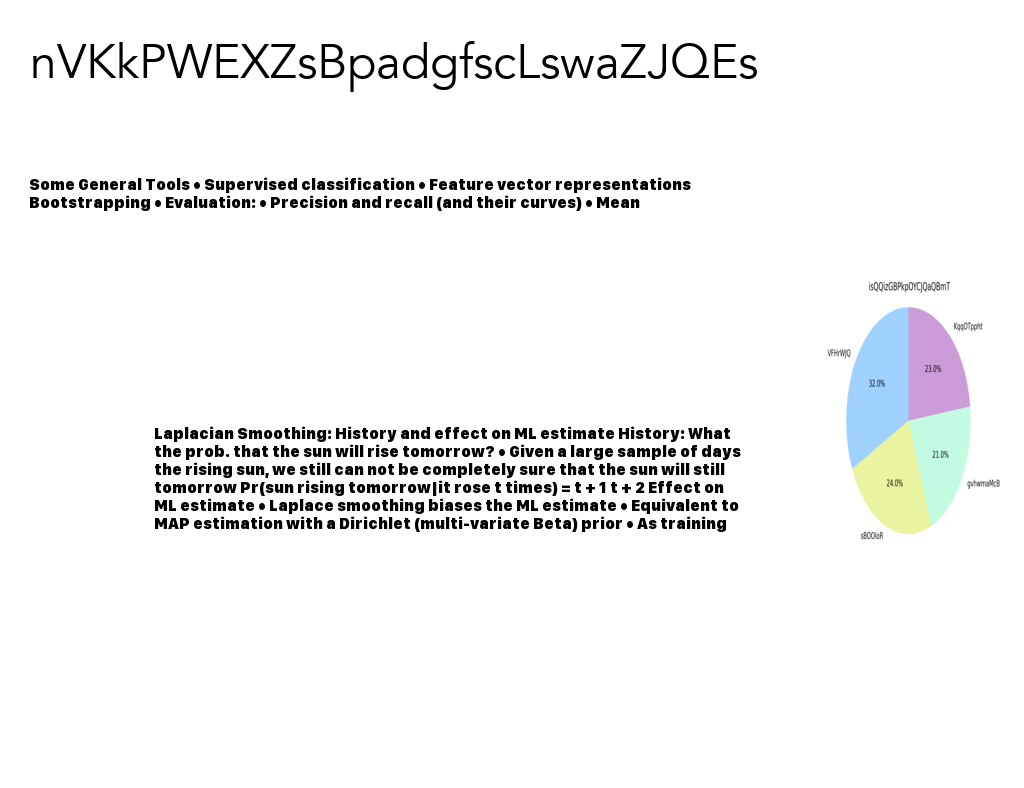 nVKkPWEXZsBpadgfscLswaZJQEs
Some General Tools • Supervised classification • Feature vector representations
Bootstrapping • Evaluation: • Precision and recall (and their curves) • Mean
isQQizGBPkpOYCJQaQBmT
KqqOTppht
VFHrWJQ
23.0%
32.0%
21.0%
24.0%
gvhwmaMcB
sBOOloR
Laplacian Smoothing: History and effect on ML estimate History: What
the prob. that the sun will rise tomorrow? • Given a large sample of days
the rising sun, we still can not be completely sure that the sun will still
tomorrow Pr(sun rising tomorrow|it rose t times) = t + 1 t + 2 Effect on
ML estimate • Laplace smoothing biases the ML estimate • Equivalent to
MAP estimation with a Dirichlet (multi-variate Beta) prior • As training